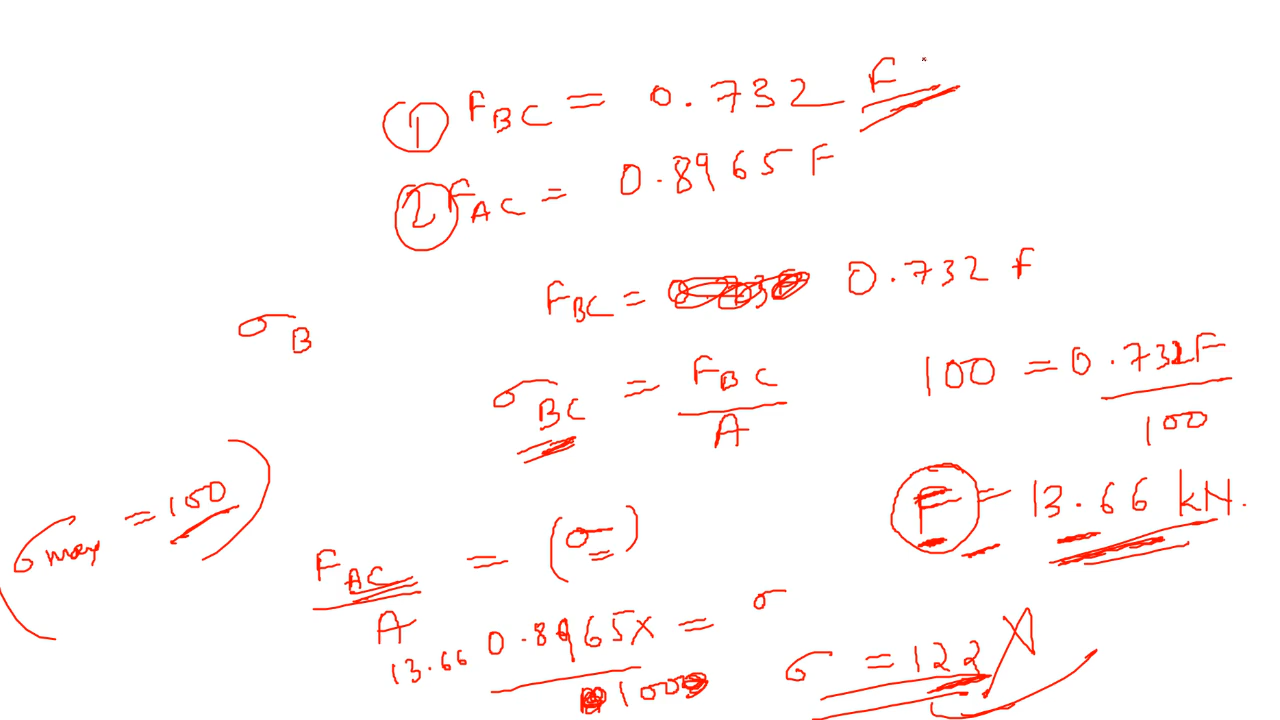 ① F_BC = 0.732 F
② F_AC = 0.8965 F
F_BC = 0.732 F
σ_B
σ_BC = F_BC / A
100 = 0.732F / 100
F = 13.66 kN.
σ max = 100
F_AC / A = (σ)
13.66 0.8965X / 100 = σ
σ = 122